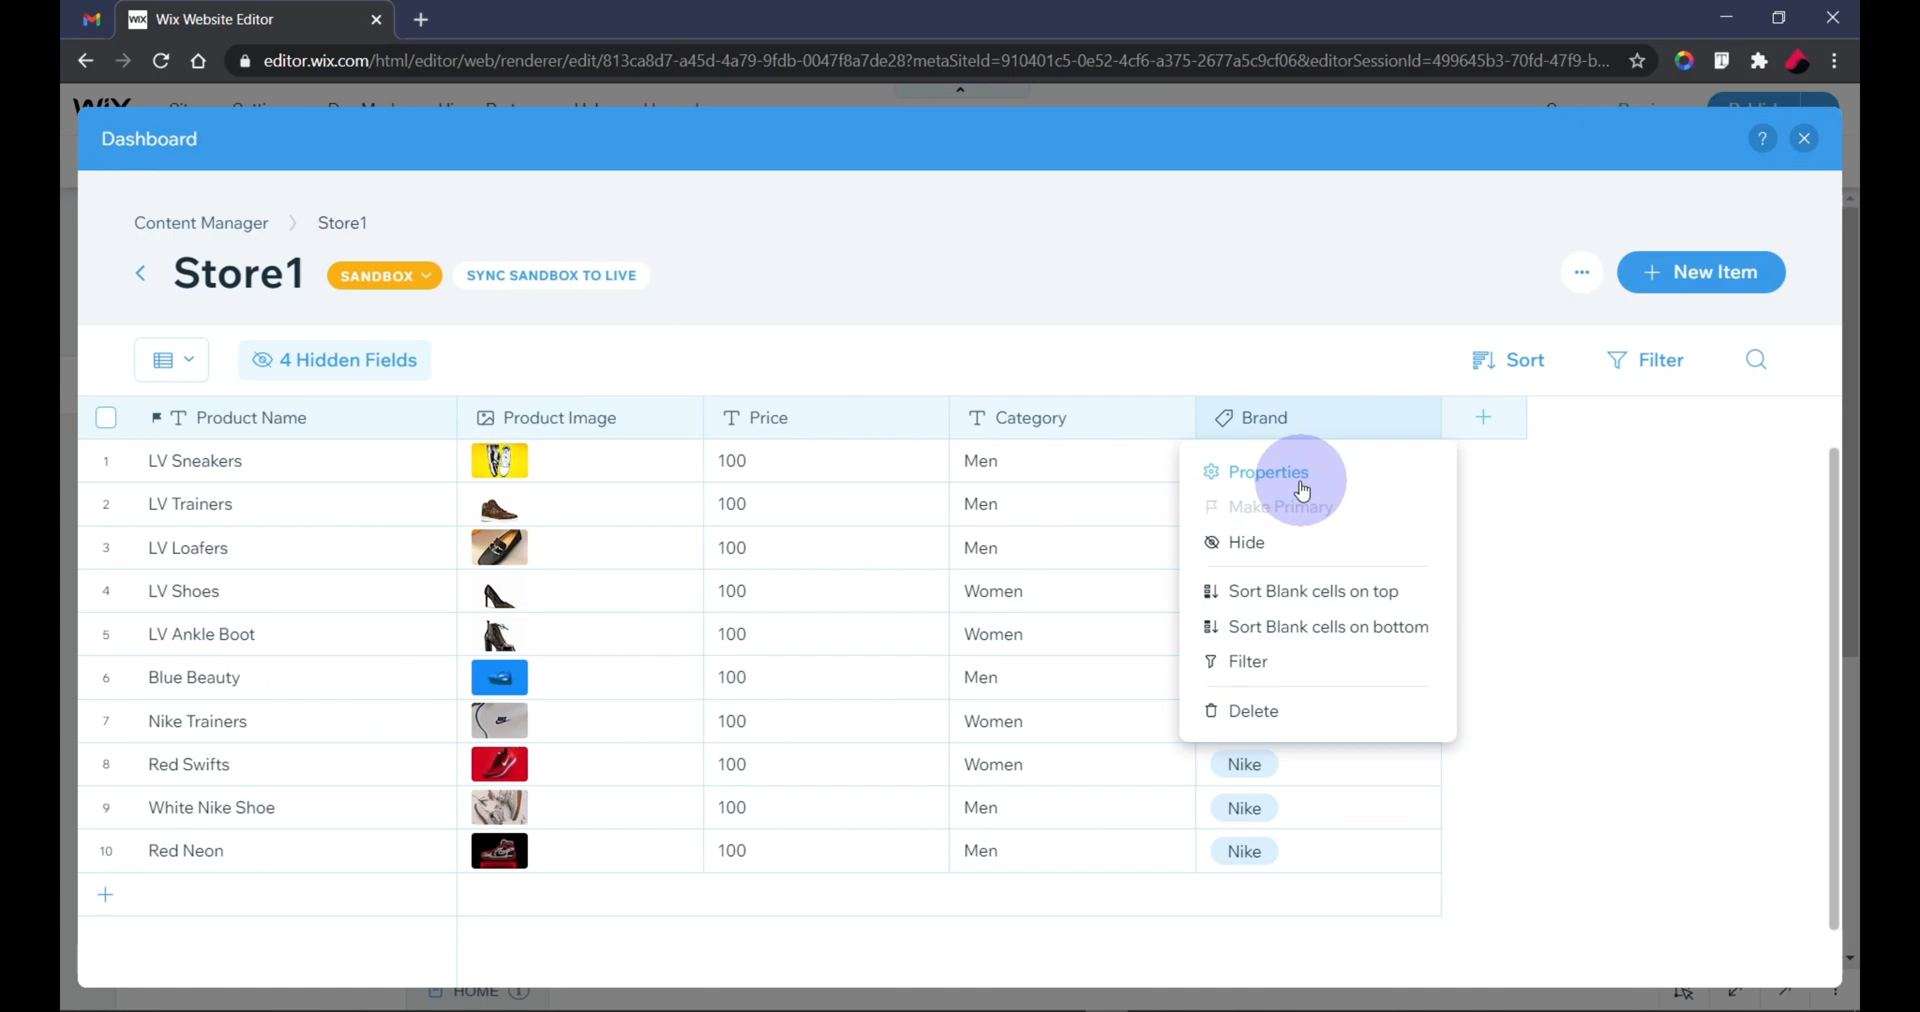 WIX Wix Website Editor
editor.wix.com/html/editor/web/renderer/edit/813ca8d7-a45d-4a79-9fdb-0047f8a7de28?metaSiteId=910401c5-0e52-4cf6-a375-2677a5c9cf06&editorSessionId=499645b3-70fd-47f9-b...
Dashboard ?
Content Manager Store1
Store1 SANDBOX SYNC SANDBOX TO LIVE ... + New Item
4 Hidden Fields Sort Filter
Product Name Product Image Price Category Brand +
1 LV Sneakers 100 Men
2 LV Trainers 100 Men
3 LV Loafers 100 Men
4 LV Shoes 100 Women
5 LV Ankle Boot 100 Women
6 Blue Beauty 100 Men
7 Nike Trainers 100 Women
8 Red Swifts 100 Women Nike
9 White Nike Shoe 100 Men Nike
10 Red Neon 100 Men Nike
+
Properties
Make Primary
Hide
Sort Blank cells on top
Sort Blank cells on bottom
Filter
Delete
HOME 1